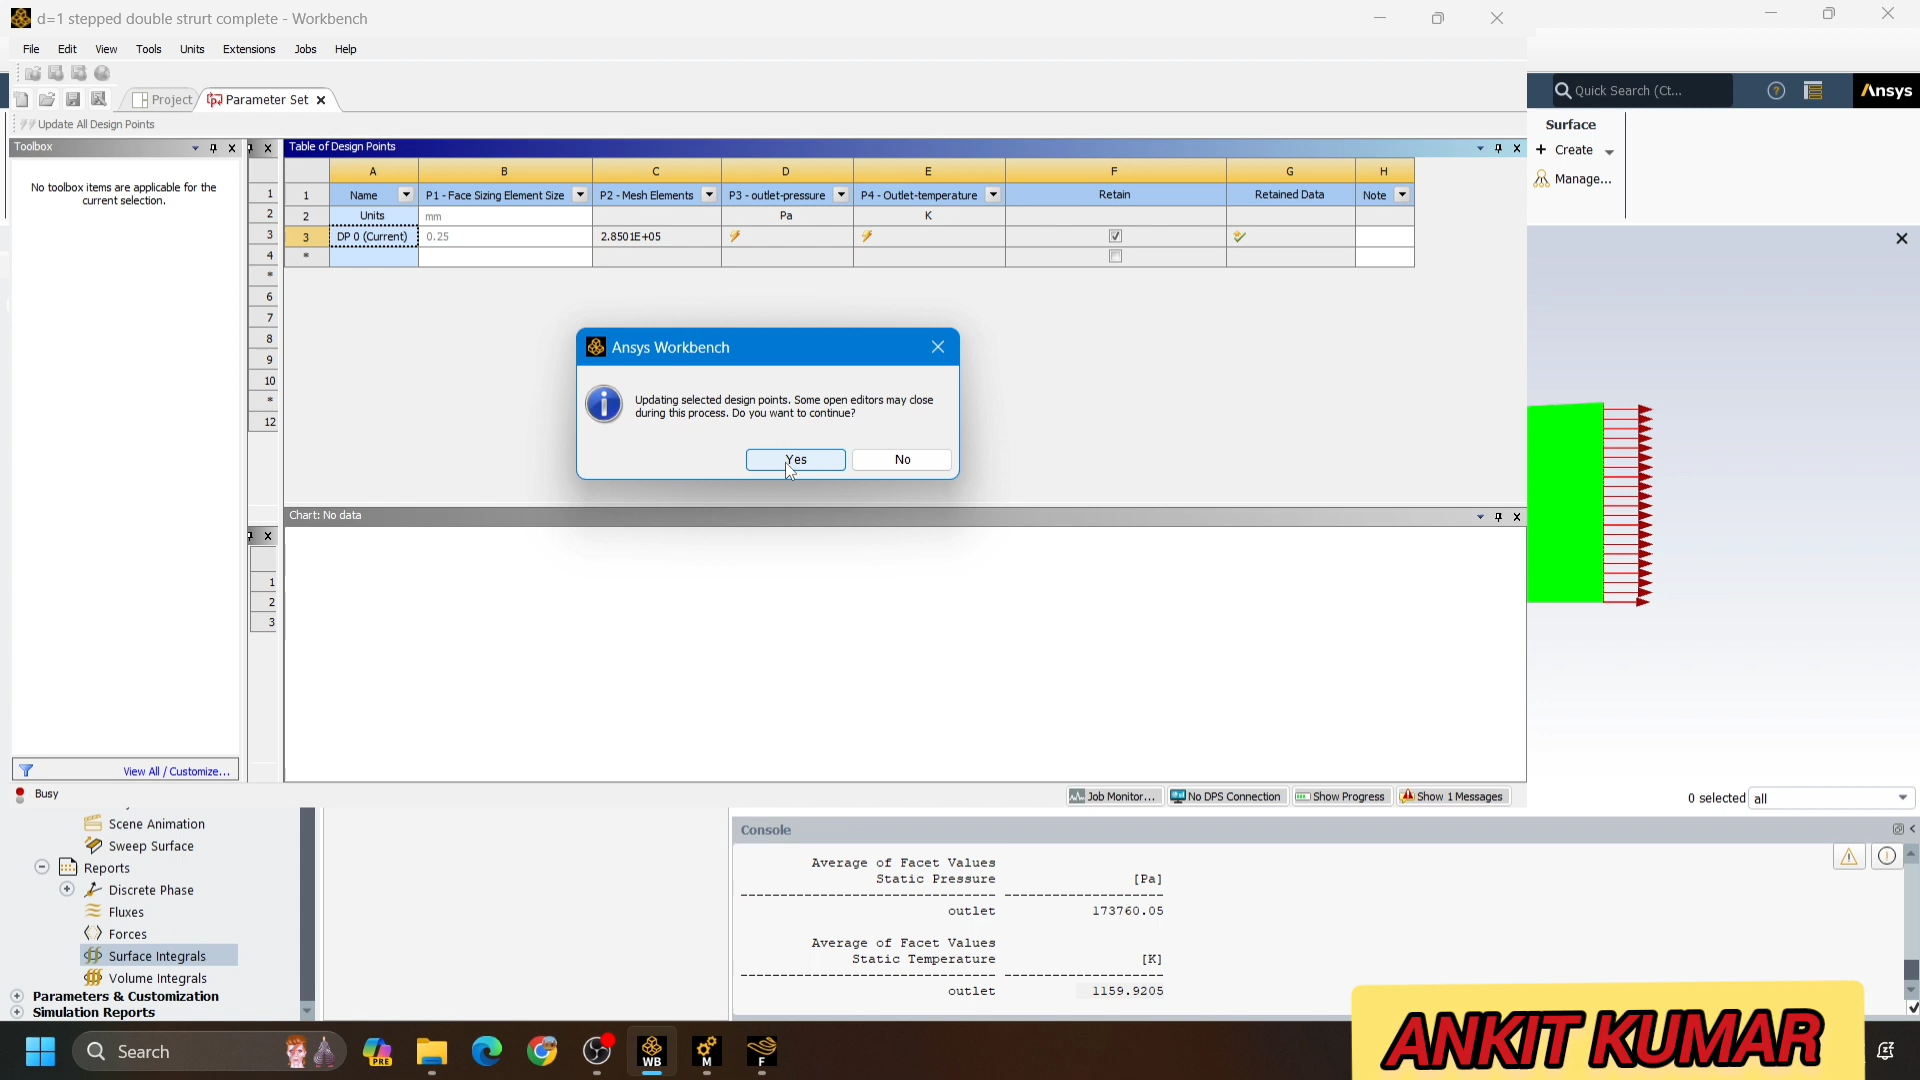 d=1 stepped double strurt complete - Workbench
File Edit View Tools Units Extensions Jobs Help
Project
Parameter Set
Update All Design Points
Toolbox
No toolbox items are applicable for the
current selection.
View All / Customize...
Busy
1
2
3
4
*
6
7
8
9
10
*
12
1
2
3
Table of Design Points
A B C D E F G H
1 Name P1 - Face Sizing Element Size P2 - Mesh Elements P3 - outlet-pressure P4 - Outlet-temperature Retain Retained Data Note
2 Units mm Pa K
3 DP 0 (Current) 0.25 2.8501E+05
*
Ansys Workbench
Updating selected design points. Some open editors may close
during this process. Do you want to continue?
Yes No
Chart: No data
Job Monitor... No DPS Connection Show Progress Show 1 Messages
Quick Search (Ct...
Ansys
Surface
+ Create
Manage...
0 selected all
Scene Animation
Sweep Surface
Reports
Discrete Phase
Fluxes
Forces
Surface Integrals
Volume Integrals
Parameters & Customization
Simulation Reports
Console
Average of Facet Values
Static Pressure [Pa]
-------------------------------- --------------------
outlet 173760.05
Average of Facet Values
Static Temperature [K]
-------------------------------- --------------------
outlet 1159.9205
Search
PRE
WB
M
F
ANKIT KUMAR